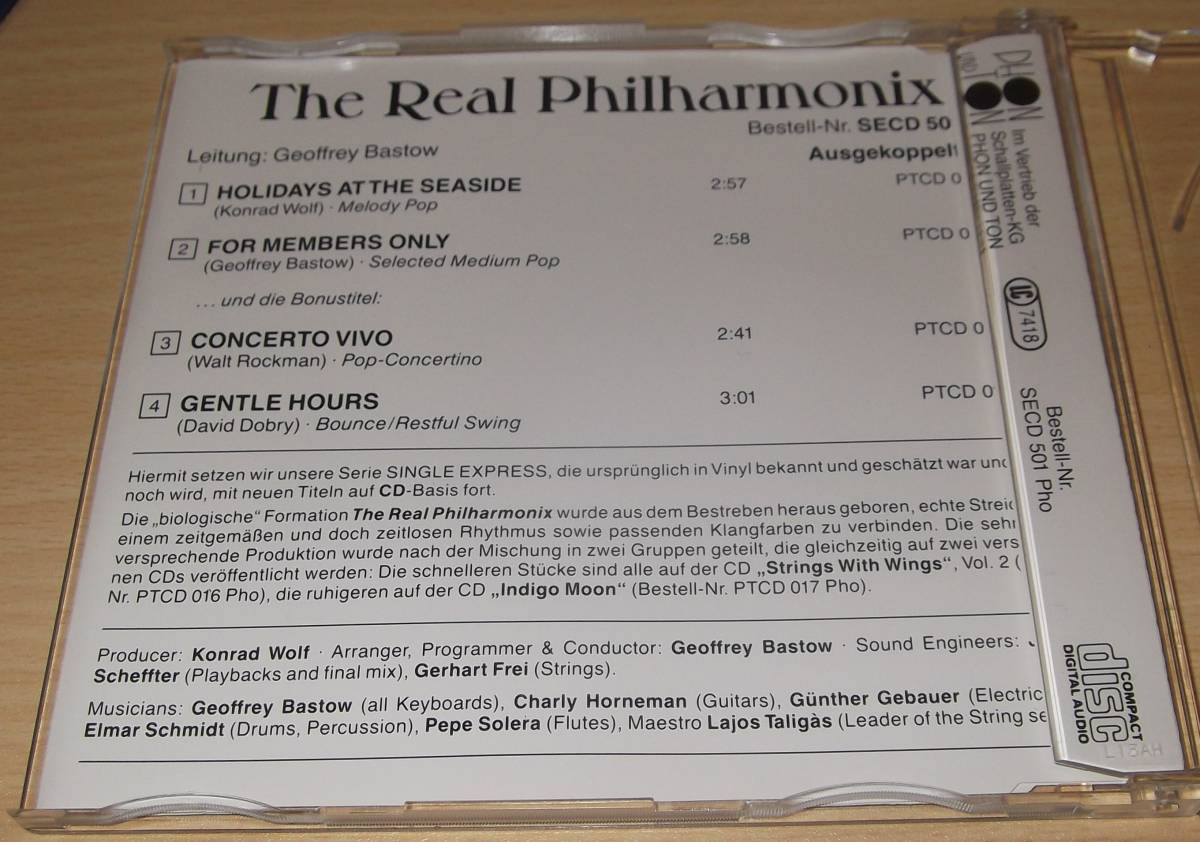 The Real Philharmonix
Bestell-Nr. SECD 50
Leitung: Geoffrey Bastow
Ausgekoppelt
1 HOLIDAYS AT THE SEASIDE 2:57 PTCD 0
(Konrad Wolf) · Melody Pop
2 FOR MEMBERS ONLY 2:58 PTCD 0
(Geoffrey Bastow) · Selected Medium Pop
... und die Bonustitel:
3 CONCERTO VIVO 2:41 PTCD 0
(Walt Rockman) · Pop-Concertino
4 GENTLE HOURS 3:01 PTCD 0
(David Dobry) · Bounce/Restful Swing
Hiermit setzen wir unsere Serie SINGLE EXPRESS, die ursprünglich in Vinyl bekannt und geschätzt war und
noch wird, mit neuen Titeln auf CD-Basis fort.
Die „biologische“ Formation The Real Philharmonix wurde aus dem Bestreben heraus geboren, echte Streic
einem zeitgemäßen und doch zeitlosen Rhythmus sowie passenden Klangfarben zu verbinden. Die sehr
versprechende Produktion wurde nach der Mischung in zwei Gruppen geteilt, die gleichzeitig auf zwei vers
nen CDs veröffentlicht werden: Die schnelleren Stücke sind alle auf der CD „Strings With Wings“, Vol. 2 (
Nr. PTCD 016 Pho), die ruhigeren auf der CD „Indigo Moon“ (Bestell-Nr. PTCD 017 Pho).
Producer: Konrad Wolf · Arranger, Programmer & Conductor: Geoffrey Bastow · Sound Engineers:
Scheffter (Playbacks and final mix), Gerhart Frei (Strings).
Musicians: Geoffrey Bastow (all Keyboards), Charly Horneman (Guitars), Günther Gebauer (Electric
Elmar Schmidt (Drums, Percussion), Pepe Solera (Flutes), Maestro Lajos Taligàs (Leader of the String se
PHON
UND TON
Im Vertrieb der
Schallplatten-KG
PHON UND TON
LC 7418
Bestell-Nr.
SECD 501 Pho
COMPACT
disc
DIGITAL AUDIO